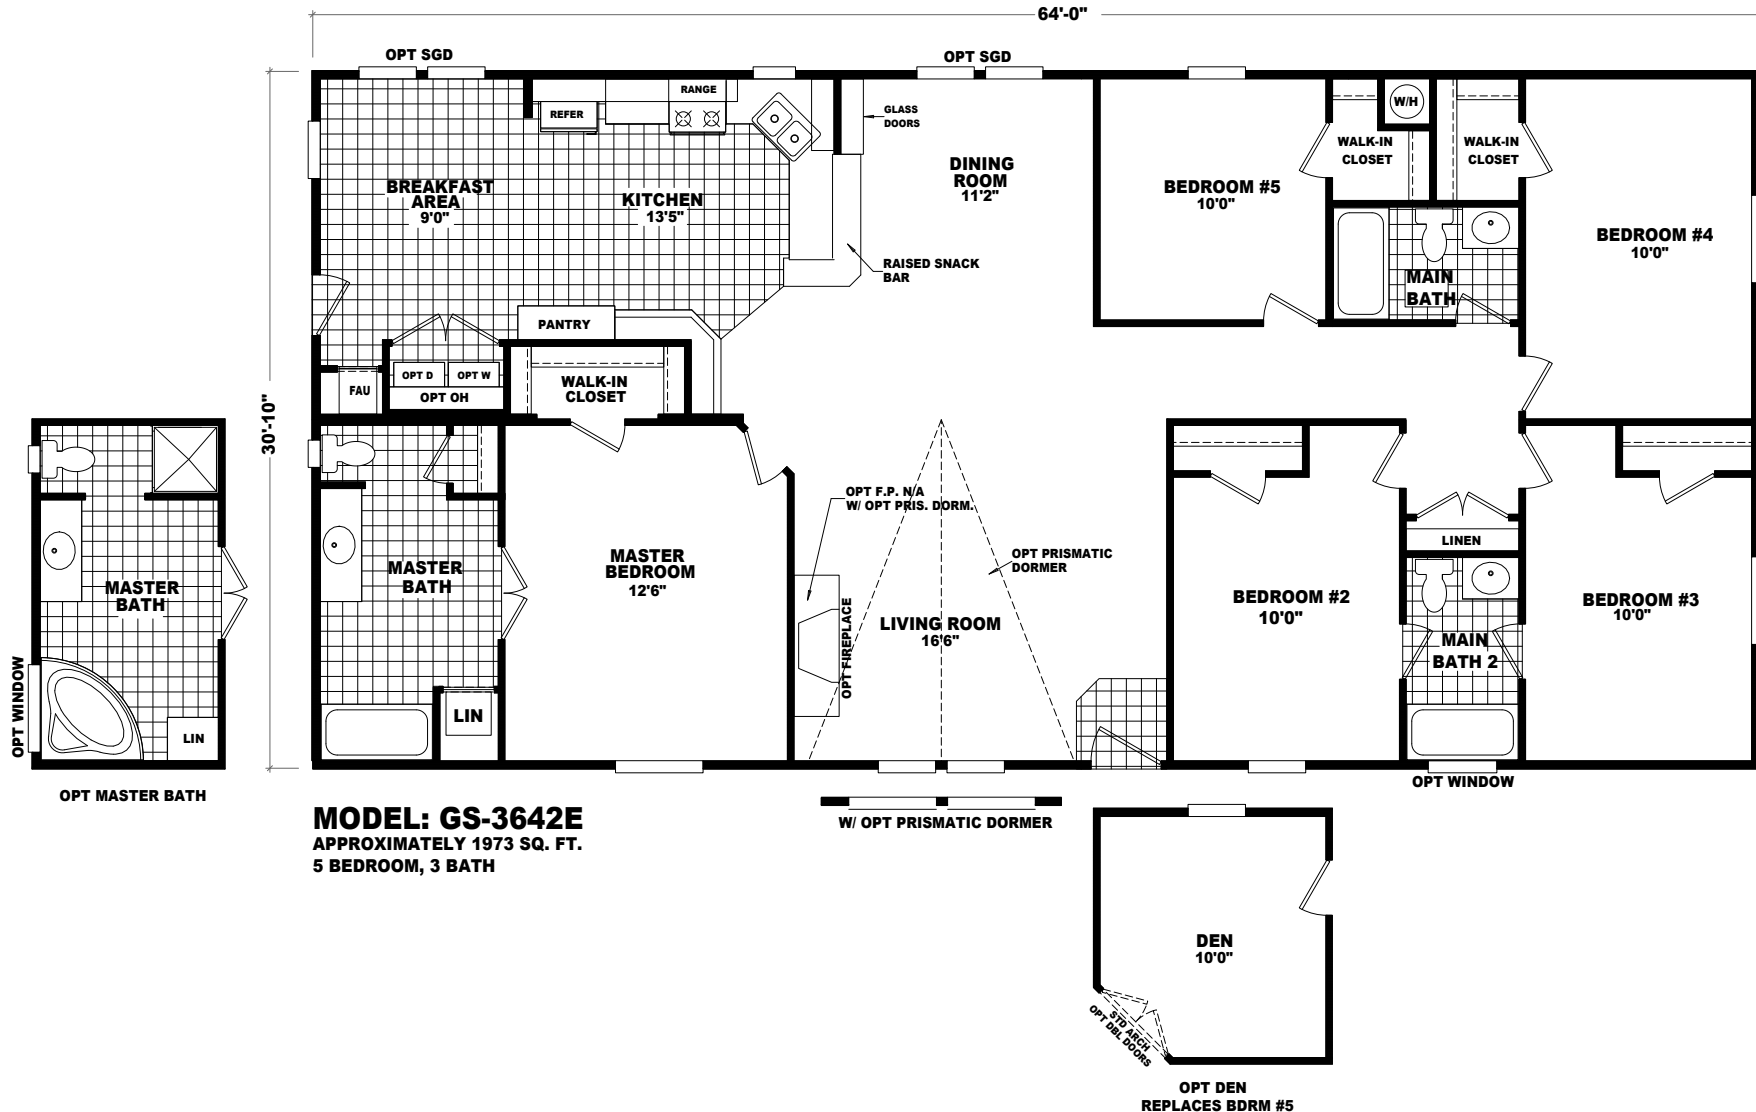 64'-0"
OPT SGD
OPT SGD
RANGE
REFER
GLASS
DOORS
W/H
WALK-IN
CLOSET
WALK-IN
CLOSET
BREAKFAST
AREA
9'0"
KITCHEN
13'5"
DINING
ROOM
11'2"
BEDROOM #5
10'0"
BEDROOM #4
10'0"
RAISED SNACK
BAR
MAIN
BATH
PANTRY
OPT D
OPT W
OPT OH
FAU
WALK-IN
CLOSET
30'-10"
OPT F.P. N/A
W/ OPT PRIS. DORM.
OPT PRISMATIC
DORMER
LINEN
MASTER
BATH
MASTER
BATH
MASTER
BEDROOM
12'6"
OPT FIREPLACE
LIVING ROOM
16'6"
BEDROOM #2
10'0"
MAIN
BATH 2
BEDROOM #3
10'0"
OPT WINDOW
LIN
LIN
OPT WINDOW
OPT MASTER BATH
MODEL: GS-3642E
APPROXIMATELY 1973 SQ. FT.
5 BEDROOM, 3 BATH
W/ OPT PRISMATIC DORMER
DEN
10'0"
STD ARCH
OPT DBL DOORS
OPT DEN
REPLACES BDRM #5